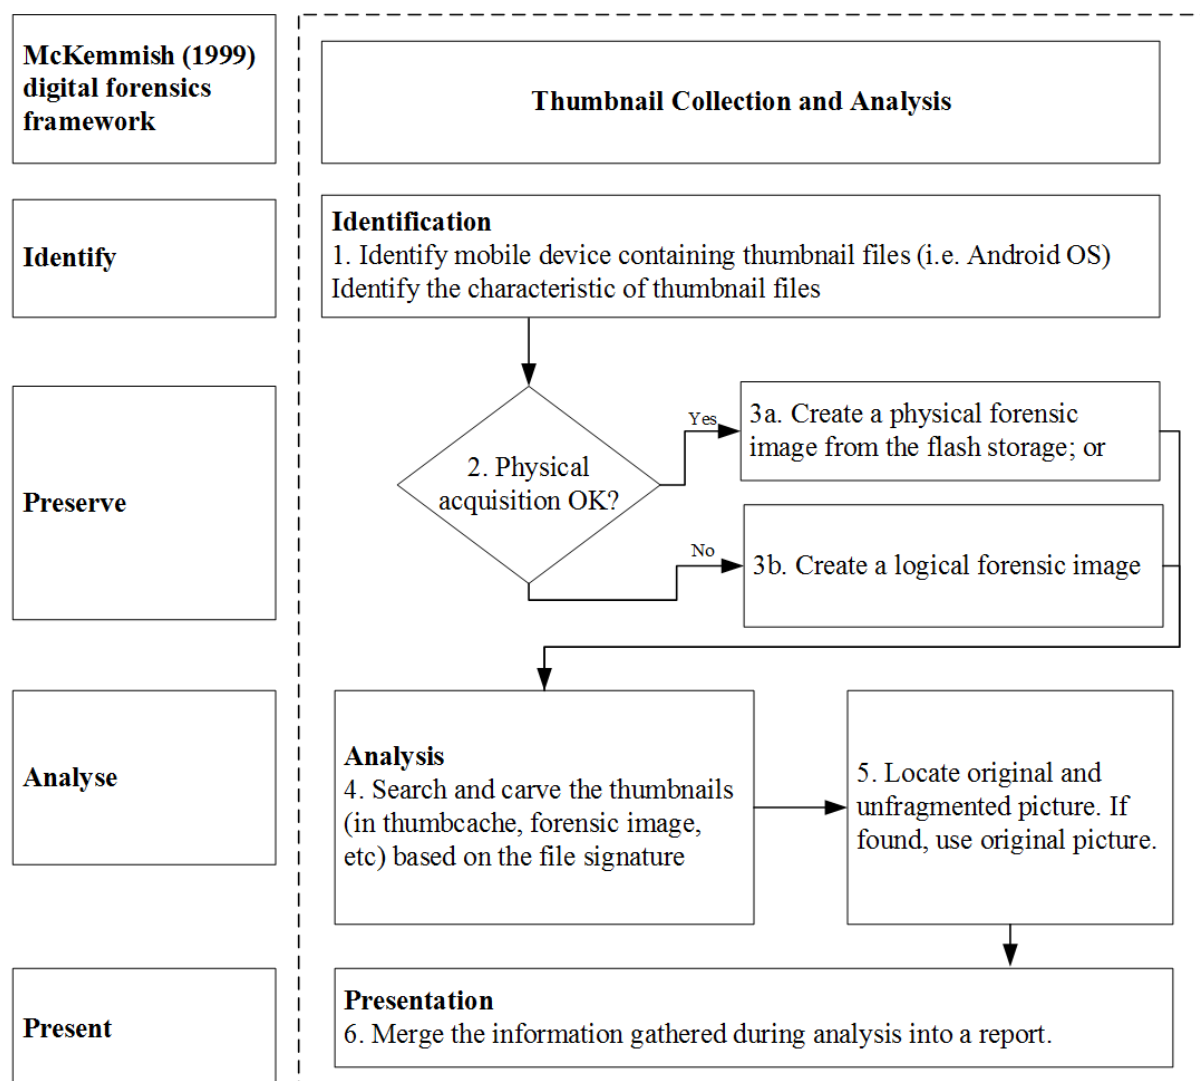 McKemmish (1999)
digital forensics
framework
Thumbnail Collection and Analysis
Identify
Identification
1. Identify mobile device containing thumbnail files (i.e. Android OS)
Identify the characteristic of thumbnail files
Preserve
2. Physical
acquisition OK?
Yes
3a. Create a physical forensic
image from the flash storage; or
No
3b. Create a logical forensic image
Analyse
Analysis
4. Search and carve the thumbnails
(in thumbcache, forensic image,
etc) based on the file signature
5. Locate original and
unfragmented picture. If
found, use original picture.
Present
Presentation
6. Merge the information gathered during analysis into a report.